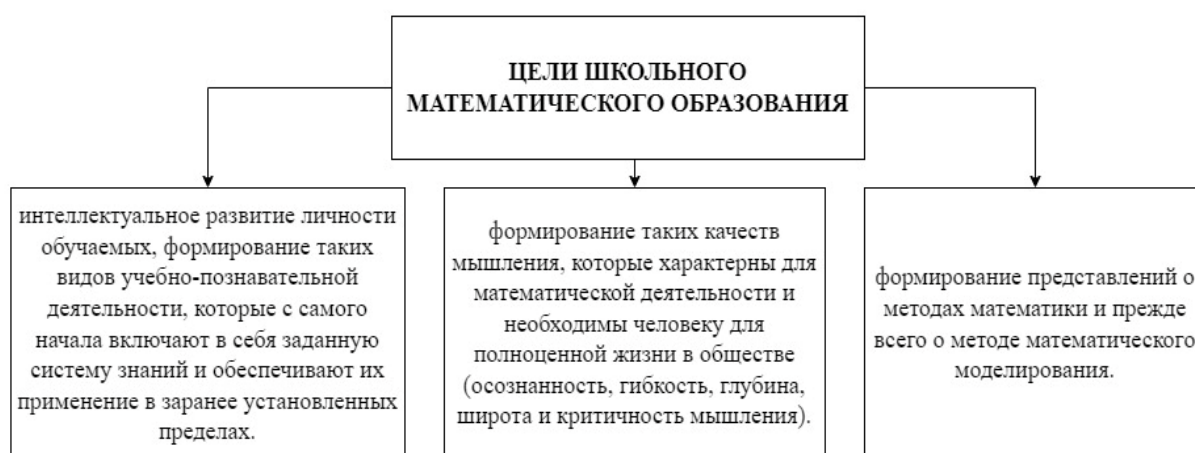 ЦЕЛИ ШКОЛЬНОГО
МАТЕМАТИЧЕСКОГО ОБРАЗОВАНИЯ
интеллектуальное развитие личности
обучаемых, формирование таких
видов учебно-познавательной
деятельности, которые с самого
начала включают в себя заданную
систему знаний и обеспечивают их
применение в заранее установленных
пределах.
формирование таких качеств
мышления, которые характерны для
математической деятельности и
необходимы человеку для
полноценной жизни в обществе
(осознанность, гибкость, глубина,
широта и критичность мышления).
формирование представлений о
методах математики и прежде
всего о методе математического
моделирования.